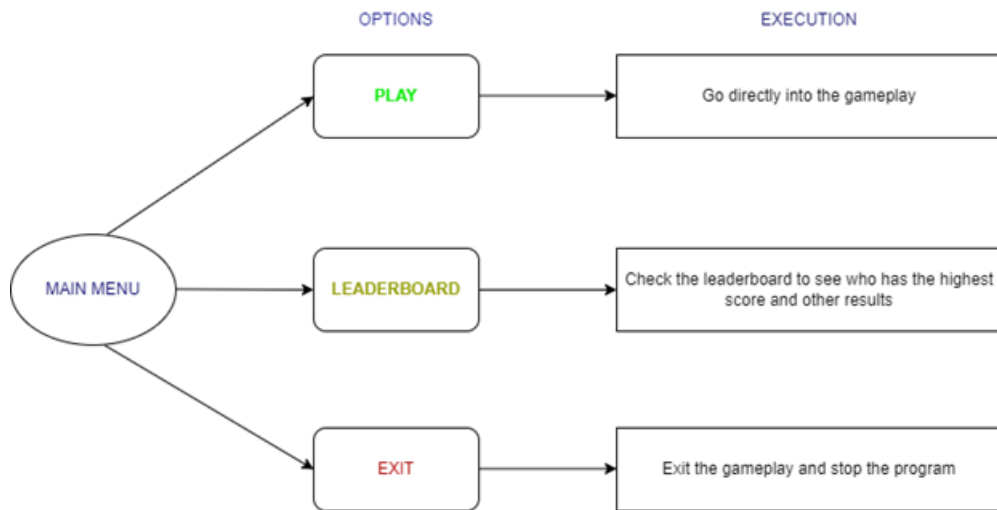 OPTIONS
EXECUTION
PLAY
Go directly into the gameplay
MAIN MENU
LEADERBOARD
Check the leaderboard to see who has the highest
score and other results
EXIT
Exit the gameplay and stop the program